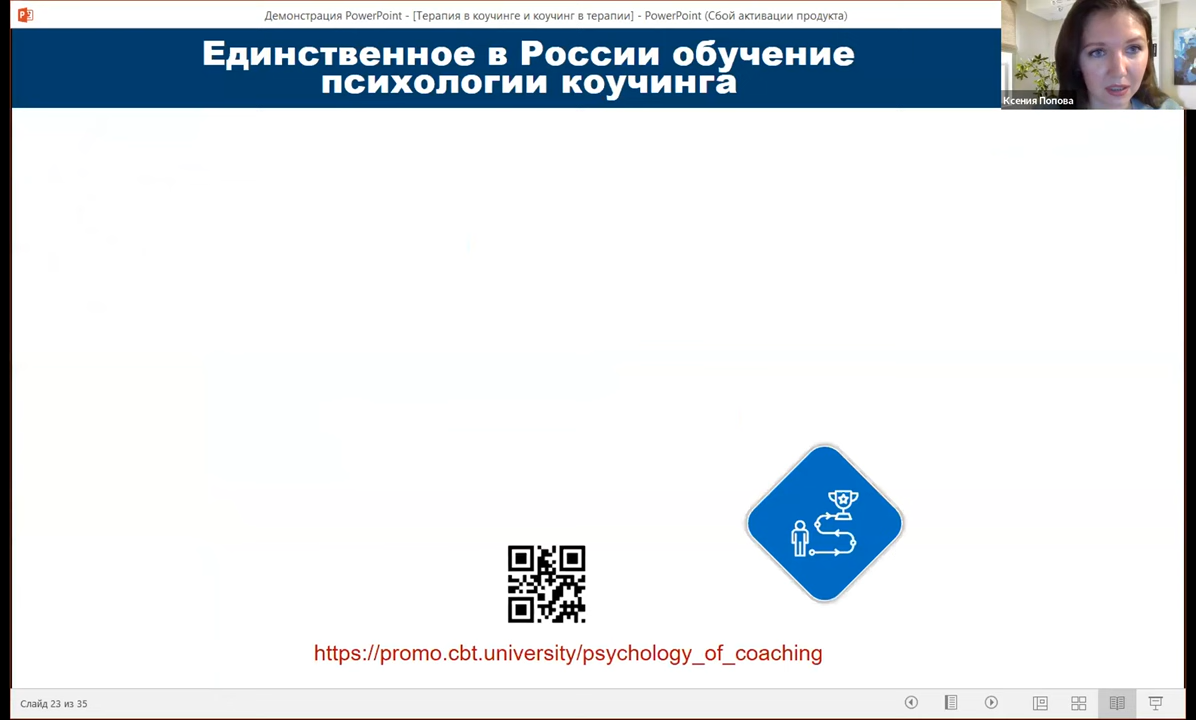 Демонстрация PowerPoint - [Терапия в коучинге и коучинг в терапии] - PowerPoint (Сбой активации продукта)
Единственное в России обучение
психологии коучинга
Ксения Попова
https://promo.cbt.university/psychology_of_coaching
Слайд 23 из 35